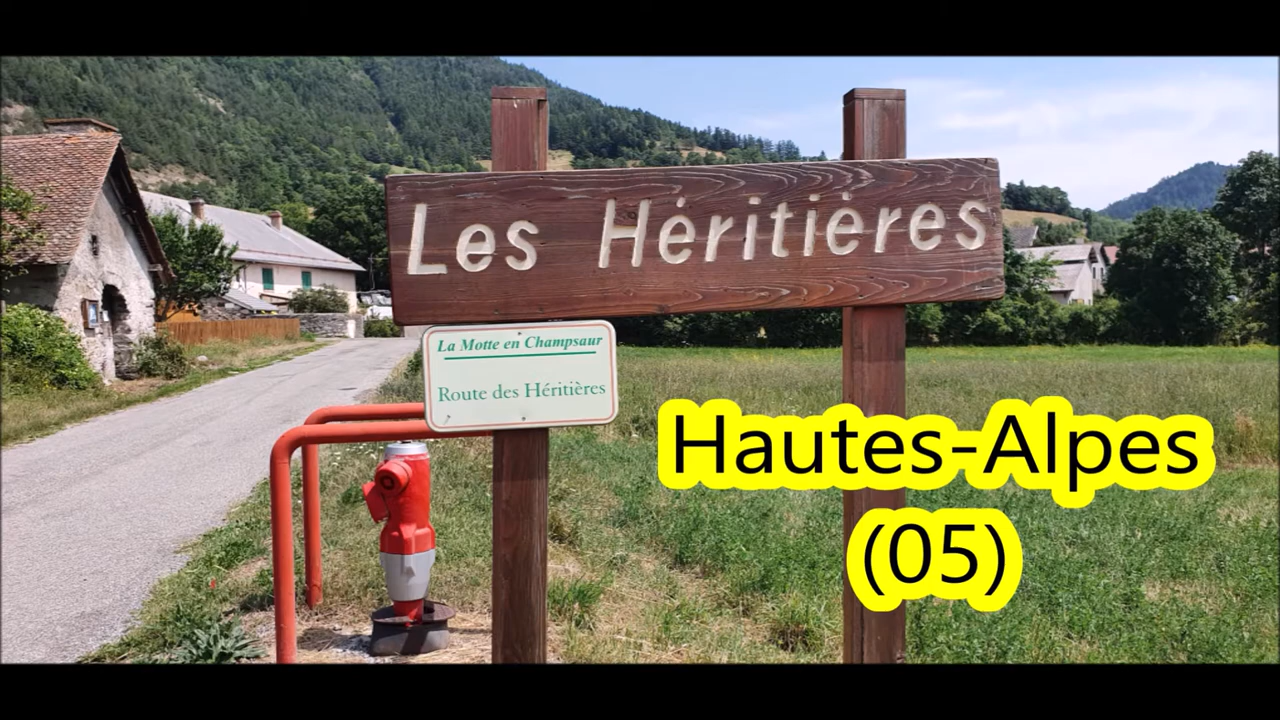 Les Héritières
La Motte en Champsaur
Route des Héritières
Hautes-Alpes
(05)